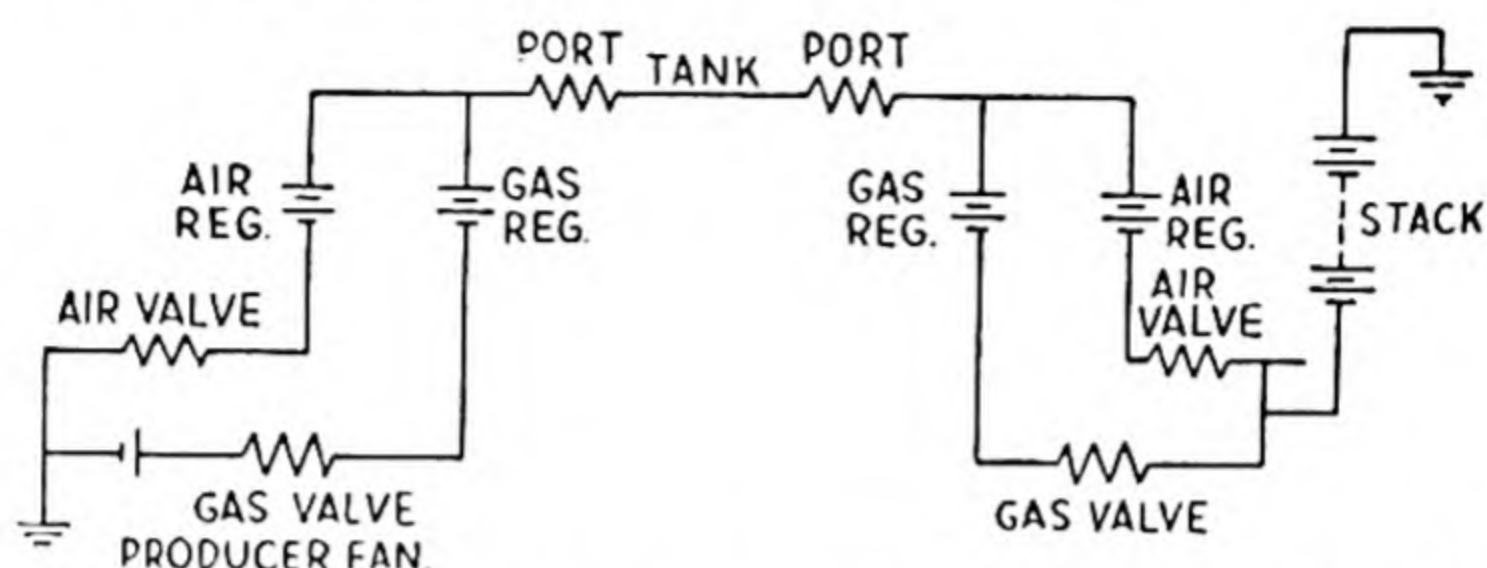 PORT
TANK
PORT
AIR
REG.
GAS
REG.
GAS
REG.
AIR
REG.
STACK
AIR VALVE
AIR
VALVE
GAS VALVE
PRODUCER FAN.
GAS VALVE